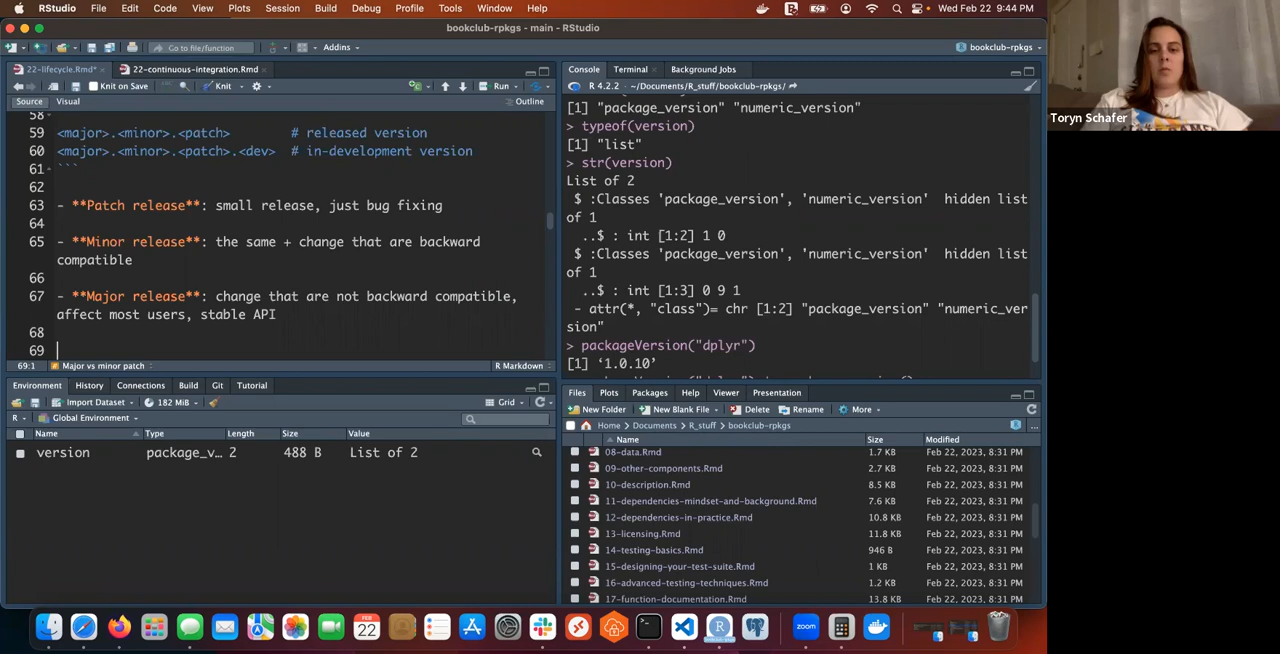 RStudio File Edit Code View Plots Session Build Debug Profile Tools Window Help Wed Feb 22 9:44 PM
bookclub-rpkgs - main - RStudio
Go to file/function Addins bookclub-rpkgs
22-lifecycle.Rmd* 22-continuous-integration.Rmd
Knit on Save Knit Run
Source Visual Outline
58
59 <major>.<minor>.<patch> # released version
60 <major>.<minor>.<patch>.<dev> # in-development version
61 ```
62
63 - **Patch release**: small release, just bug fixing
64
65 - **Minor release**: the same + change that are backward
compatible
66
67 - **Major release**: change that are not backward compatible,
affect most users, stable API
68
69
69:1 Major vs minor patch R Markdown
Environment History Connections Build Git Tutorial
Import Dataset 182 MiB Grid
R Global Environment
Name Type Length Size Value
version package_v… 2 488 B List of 2
Console Terminal Background Jobs
R 4.2.2 · ~/Documents/R_stuff/bookclub-rpkgs/
[1] "package_version" "numeric_version"
> typeof(version)
[1] "list"
> str(version)
List of 2
$ :Classes 'package_version', 'numeric_version' hidden list
of 1
..$ : int [1:2] 1 0
$ :Classes 'package_version', 'numeric_version' hidden list
of 1
..$ : int [1:3] 0 9 1
- attr(*, "class")= chr [1:2] "package_version" "numeric_ver
sion"
> packageVersion("dplyr")
[1] ‘1.0.10’
Files Plots Packages Help Viewer Presentation
New Folder New Blank File Delete Rename More
Home Documents R_stuff bookclub-rpkgs
Name Size Modified
08-data.Rmd 1.7 KB Feb 22, 2023, 8:31 PM
09-other-components.Rmd 2.7 KB Feb 22, 2023, 8:31 PM
10-description.Rmd 8.5 KB Feb 22, 2023, 8:31 PM
11-dependencies-mindset-and-background.Rmd 7.6 KB Feb 22, 2023, 8:31 PM
12-dependencies-in-practice.Rmd 10.8 KB Feb 22, 2023, 8:31 PM
13-licensing.Rmd 11.8 KB Feb 22, 2023, 8:31 PM
14-testing-basics.Rmd 946 B Feb 22, 2023, 8:31 PM
15-designing-your-test-suite.Rmd 1 KB Feb 22, 2023, 8:31 PM
16-advanced-testing-techniques.Rmd 1.2 KB Feb 22, 2023, 8:31 PM
17-function-documentation.Rmd 13.8 KB Feb 22, 2023, 8:31 PM
Toryn Schafer
FEB
22
zoom